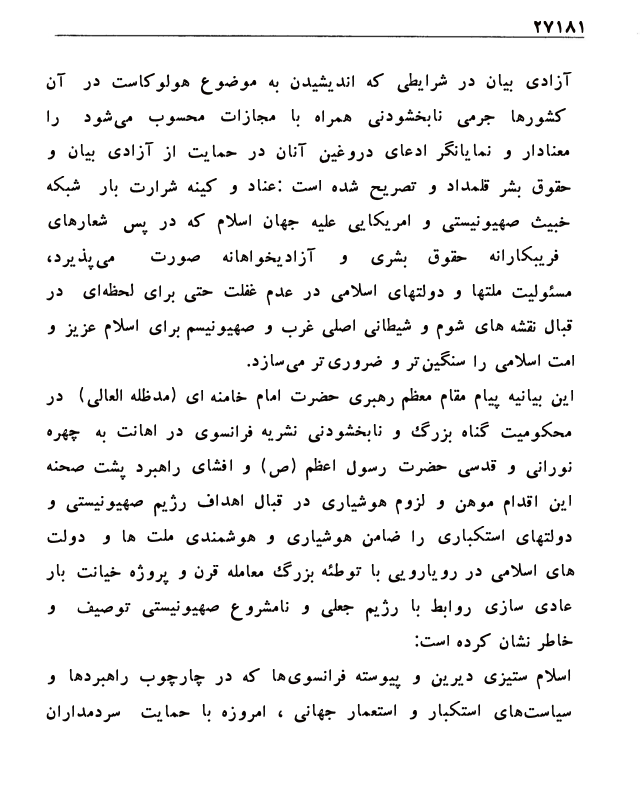 ۲۷۱۸۱
آزادی بیان در شرایطی که اندیشیدن به موضوع هولوکاست در آن
کشورها جرمی نابخشودنی همراه با مجازات محسوب می‌شود را
معنادار و نمایانگر ادعای دروغین آنان در حمایت از آزادی بیان و
حقوق بشر قلمداد و تصریح شده است :عناد و کینه شرارت بار شبکه
خبیث صهیونیستی و امریکایی علیه جهان اسلام که در پس شعارهای
فریبکارانه حقوق بشری و آزادیخواهانه صورت می‌پذیرد،
مسئولیت ملتها و دولتهای اسلامی در عدم غفلت حتی برای لحظه‌ای در
قبال نقشه های شوم و شیطانی اصلی غرب و صهیونیسم برای اسلام عزیز و
امت اسلامی را سنگین‌تر و ضروری‌تر می‌سازد.
این بیانیه پیام مقام معظم رهبری حضرت امام خامنه ای (مدظله العالی) در
محکومیت گناه بزرگ و نابخشودنی نشریه فرانسوی در اهانت به چهره
نورانی و قدسی حضرت رسول اعظم (ص) و افشای راهبرد پشت صحنه
این اقدام موهن و لزوم هوشیاری در قبال اهداف رژیم صهیونیستی و
دولتهای استکباری را ضامن هوشیاری و هوشمندی ملت ها و دولت
های اسلامی در رویارویی با توطئه بزرگ معامله قرن و پروژه خیانت بار
عادی سازی روابط با رژیم جعلی و نامشروع صهیونیستی توصیف و
خاطر نشان کرده است:
اسلام ستیزی دیرین و پیوسته فرانسوی‌ها که در چارچوب راهبردها و
سیاست‌های استکبار و استعمار جهانی ، امروزه با حمایت سردمداران